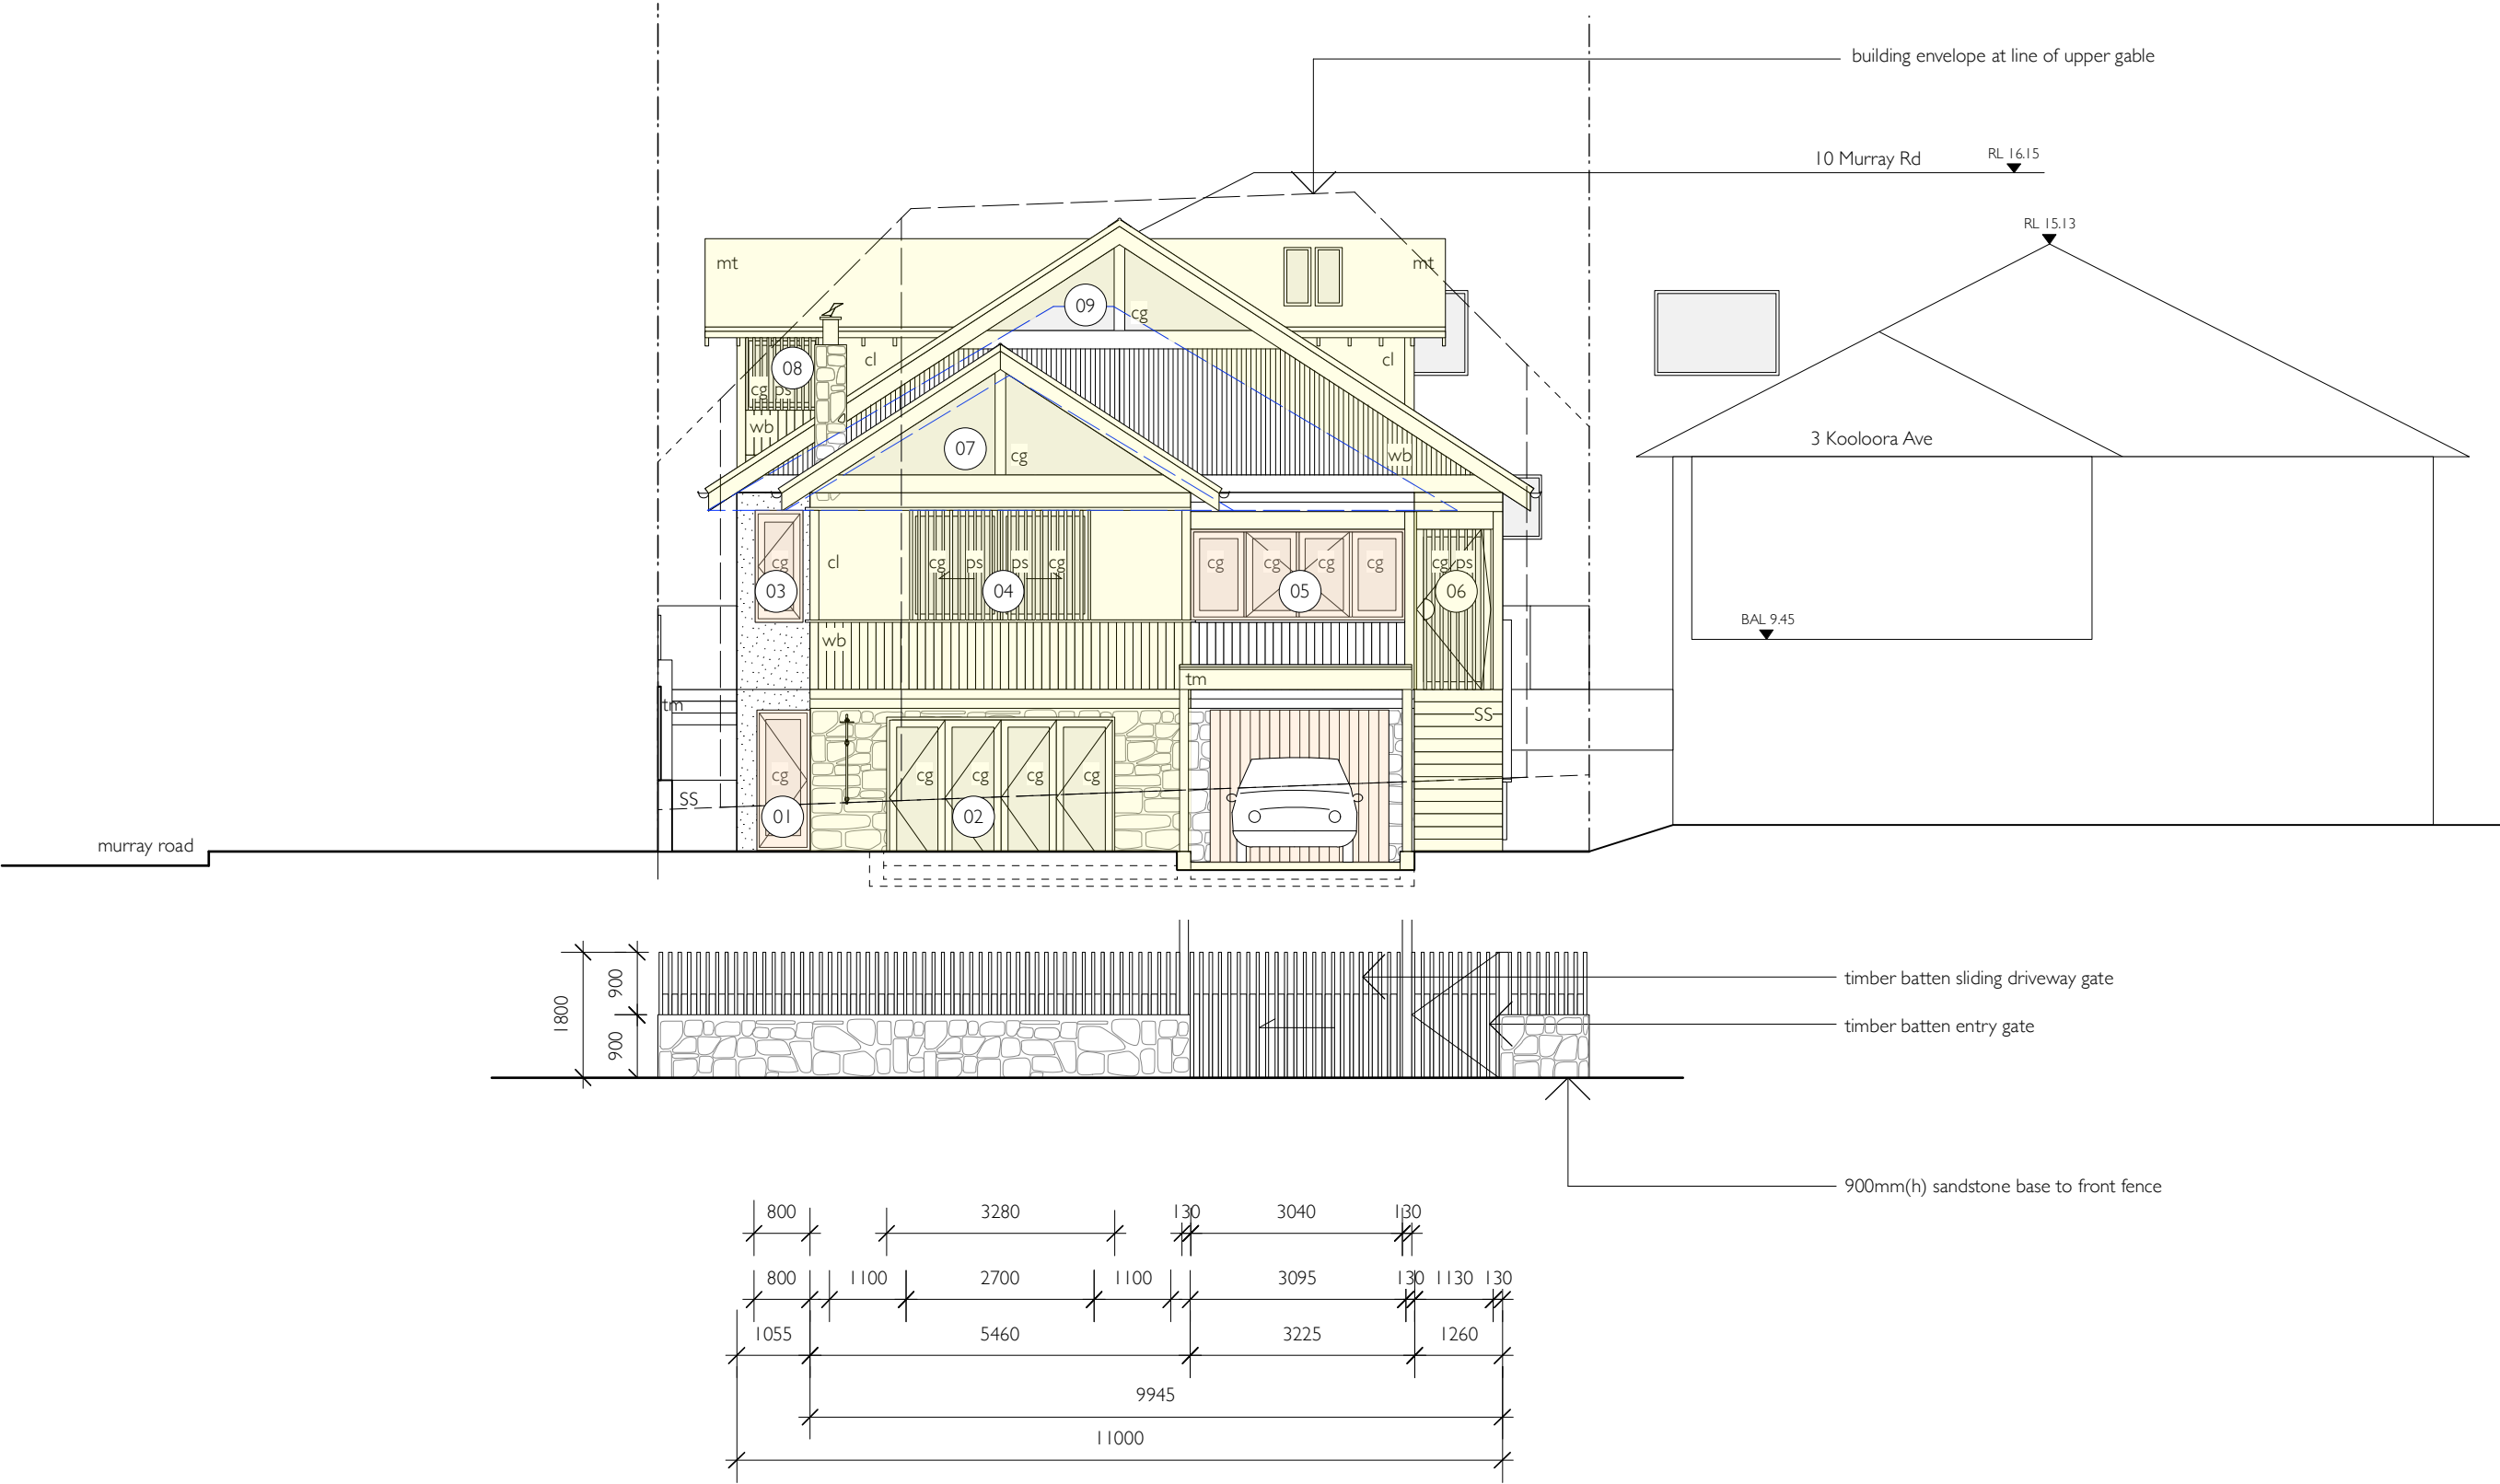 building envelope at line of upper gable
10 Murray Rd
RL 16.15
RL 15.13
mt
mt
09
cg
08
cl
cl
cg ps
wb
07
cg
wb
3 Kooloora Ave
cg
cl
cg
ps
ps
cg
cg
cg
cg
cg
cg ps
03
04
05
06
BAL 9.45
wb
tm
tm
SS
cg
cg
cg
cg
cg
SS
01
02
murray road
900
1800
900
timber batten sliding driveway gate
timber batten entry gate
900mm(h) sandstone base to front fence
800
3280
130
3040
130
800
1100
2700
1100
3095
130
1130
130
1055
5460
3225
1260
9945
11000